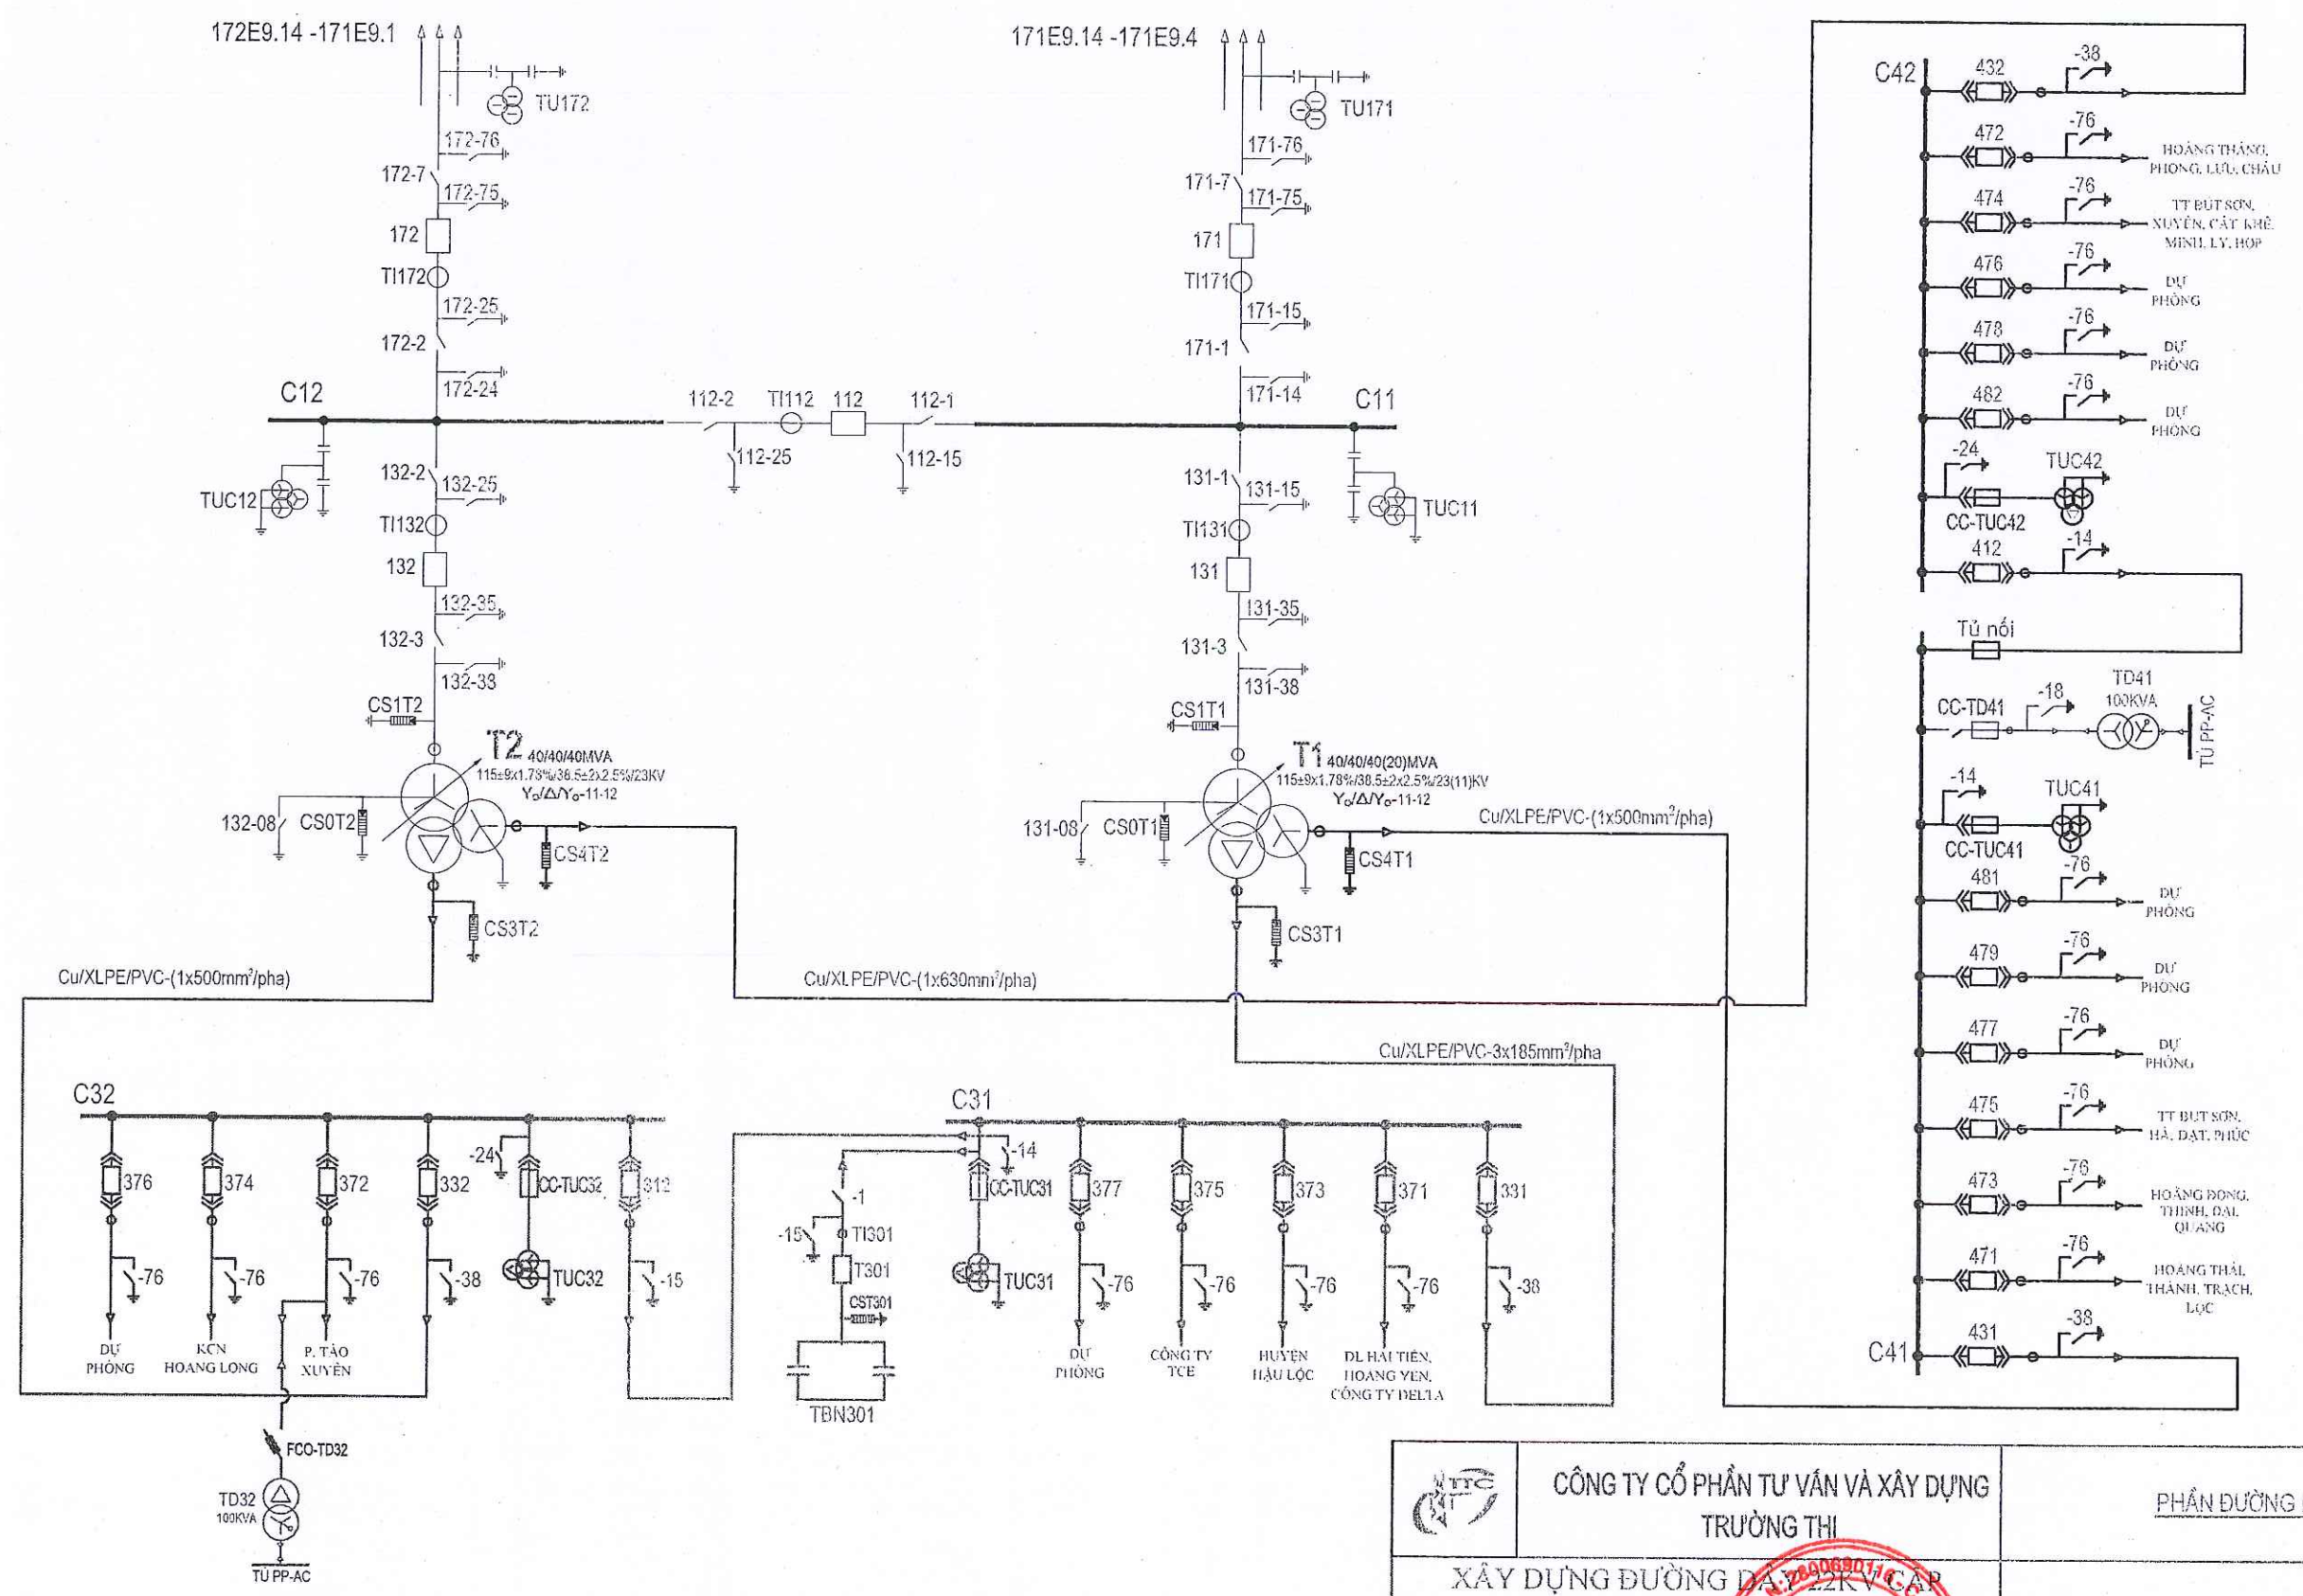 172E9.14 -171E9.1
TU172
172-76
172-7
172-75
172
TI172
172-25
172-2
172-24
C12
TUC12
132-2
132-25
TI132
132
132-35
132-3
132-38
CS1T2
T2 40/40/40MVA
115±9x1.78%/38.5±2x2.5%/23KV
Y₀/Δ/Y₀-11-12
132-08
CS0T2
CS4T2
CS3T2
Cu/XLPE/PVC-(1x500mm²/pha)
112-2
TI112
112
112-1
112-25
112-15
171E9.14 -171E9.4
TU171
171-76
171-7
171-75
171
TI171
171-15
171-1
171-14
C11
TUC11
131-1
131-15
TI131
131
131-35
131-3
131-38
CS1T1
T1 40/40/40(20)MVA
115±9x1.78%/38.5±2x2.5%/23(11)KV
Y₀/Δ/Y₀-11-12
131-08
CS0T1
CS4T1
CS3T1
Cu/XLPE/PVC-(1x500mm²/pha)
Cu/XLPE/PVC-(1x630mm²/pha)
Cu/XLPE/PVC-3x185mm²/pha
C42
432
-38
472
-76
HOẰNG THẮNG,
PHONG, LƯU, CHÂU
474
-76
TT BÚT SƠN,
XUYÊN, CÁT KHÊ,
MINH, LÝ, HỢP
476
-76
DỰ
PHÒNG
478
-76
DỰ
PHÒNG
482
-76
DỰ
PHÒNG
-24
TUC42
CC-TUC42
412
-14
Tủ nối
CC-TD41
-18
TD41
100KVA
TỦ PP-AC
-14
TUC41
CC-TUC41
481
-76
DỰ
PHÒNG
479
-76
DỰ
PHÒNG
477
-76
DỰ
PHÒNG
475
-76
TT BÚT SƠN,
HÀ, ĐẠT, PHÚC
473
-76
HOẰNG ĐÔNG,
THỊNH, ĐẠI,
QUANG
471
-76
HOẰNG THÁI,
THÀNH, TRẠCH,
LỘC
C41
431
-38
C32
376
-76
DỰ
PHÒNG
374
-76
KCN
HOANG LONG
372
-76
P. TÀO
XUYÊN
332
-38
-24
CC-TUC32
TUC32
312
-15
FCO-TD32
TD32
100KVA
TỦ PP-AC
C31
-14
-1
-15
TI301
T301
CST301
TBN301
CC-TUC31
TUC31
377
-76
DỰ
PHÒNG
375
-76
CÔNG TY
TCE
373
-76
HUYỆN
HẬU LỘC
371
-76
DL HẢI TIẾN,
HOANG YEN,
CÔNG TY DELTA
331
-38
TTC
CÔNG TY CỔ PHẦN TƯ VẤN VÀ XÂY DỰNG
TRƯỜNG THI
PHẦN ĐƯỜNG
XÂY DỰNG ĐƯỜNG DÂY 22KV CẤP